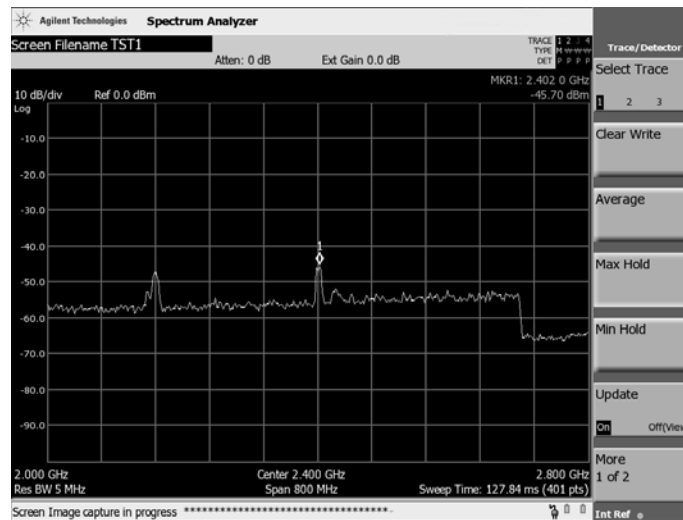 Agilent Technologies Spectrum Analyzer
Screen Filename TST1
Atten: 0 dB Ext Gain 0.0 dB
TRACE 1 2 3 4
TYPE M W W W
DET P P P P
MKR1: 2.402 0 GHz
10 dB/div Ref 0.0 dBm -45.70 dBm
Log
-10.0
-20.0
-30.0
-40.0
-50.0
-60.0
-70.0
-80.0
-90.0
1
2.000 GHz Center 2.400 GHz 2.800 GHz
Res BW 5 MHz Span 800 MHz Sweep Time: 127.84 ms (401 pts)
Screen Image capture in progress ***********************************-
Trace/Detector
Select Trace
1 2 3
Clear Write
Average
Max Hold
Min Hold
Update
On Off(View
More
1 of 2
Int Ref